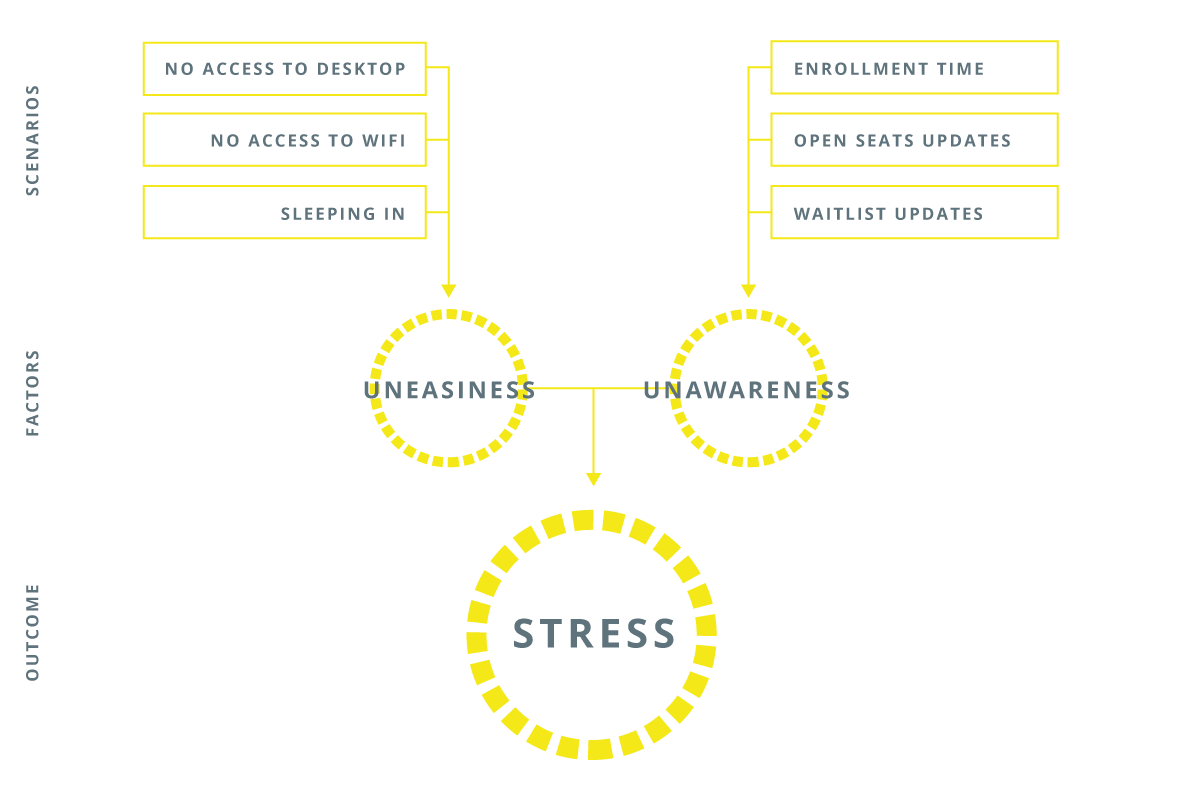 SCENARIOS
NO ACCESS TO DESKTOP
NO ACCESS TO WIFI
SLEEPING IN
ENROLLMENT TIME
OPEN SEATS UPDATES
WAITLIST UPDATES
FACTORS
UNEASINESS
UNAWARENESS
OUTCOME
STRESS